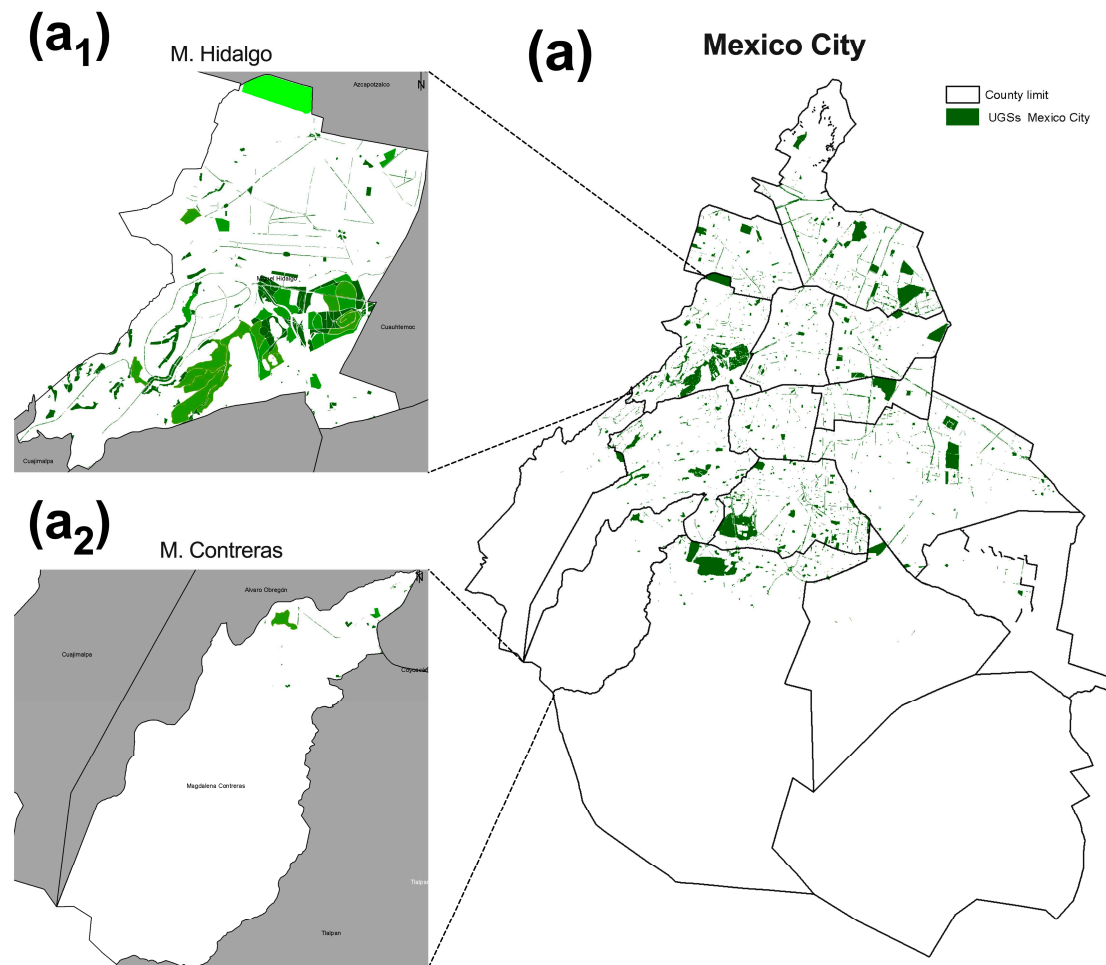 (a1)
M. Hidalgo
Azcapotzalco
N
Miguel Hidalgo
Cuauhtemoc
Cuajimalpa
(a)
Mexico City
County limit
UGSs Mexico City
(a2)
M. Contreras
N
Alvaro Obregón
Cuajimalpa
Magdalena Contreras
Tlalpan